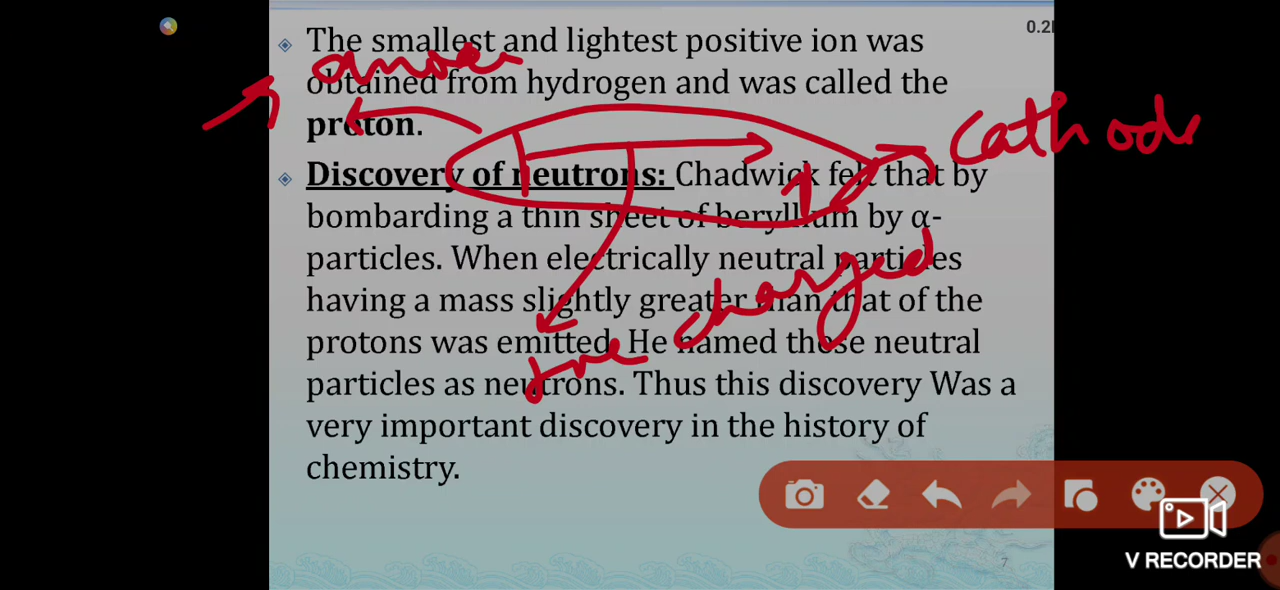 The smallest and lightest positive ion was
obtained from hydrogen and was called the
proton.
Discovery of neutrons: Chadwick felt that by
bombarding a thin sheet of beryllium by α-
particles. When electrically neutral particles
having a mass slightly greater than that of the
protons was emitted. He named those neutral
particles as neutrons. Thus this discovery Was a
very important discovery in the history of
chemistry.
anode
Cathode
+ve charged
7
V RECORDER